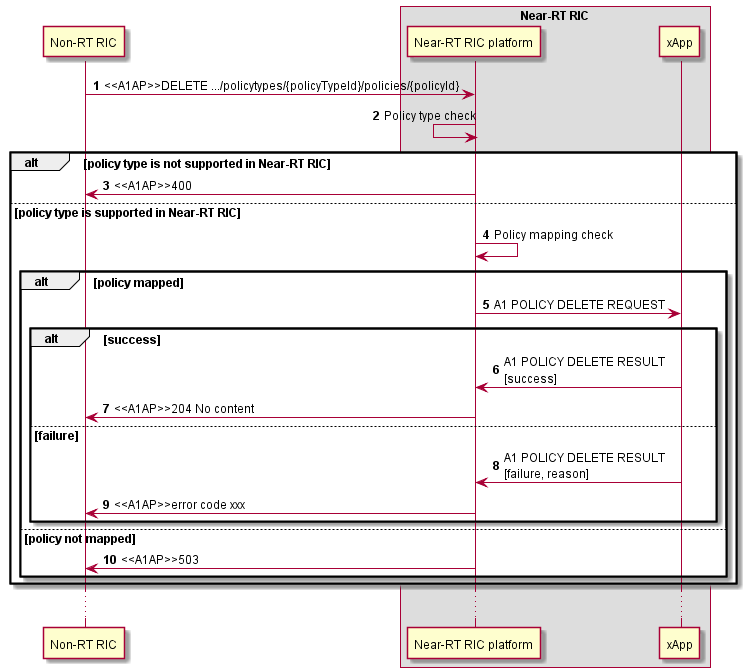 Near-RT RIC
Non-RT RIC
Near-RT RIC platform
xApp
1 <<A1AP>>DELETE .../policytypes/{policyTypeId}/policies/{policyId}
2 Policy type check
alt [policy type is not supported in Near-RT RIC]
3 <<A1AP>>400
[policy type is supported in Near-RT RIC]
4 Policy mapping check
alt [policy mapped]
5 A1 POLICY DELETE REQUEST
alt [success]
6 A1 POLICY DELETE RESULT
[success]
7 <<A1AP>>204 No content
[failure]
8 A1 POLICY DELETE RESULT
[failure, reason]
9 <<A1AP>>error code xxx
[policy not mapped]
10 <<A1AP>>503
Non-RT RIC
Near-RT RIC platform
xApp